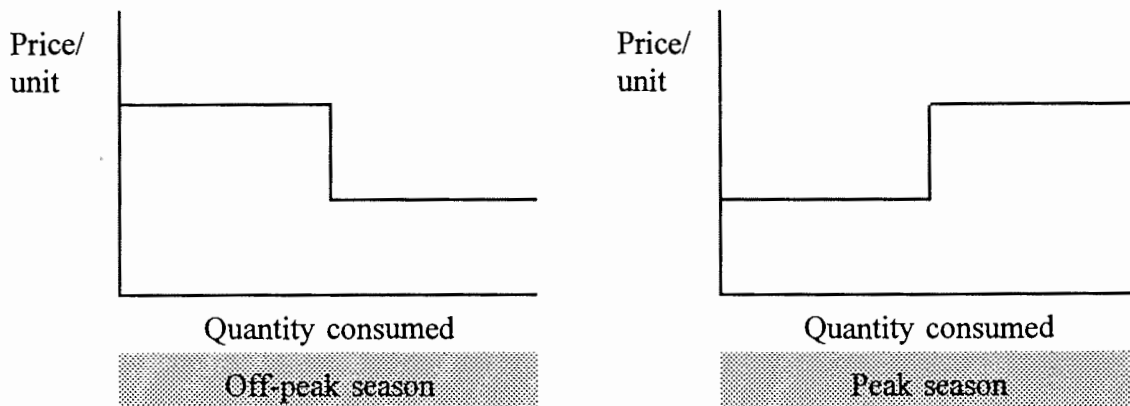 Price/
unit
Quantity consumed
Off-peak season
Price/
unit
Quantity consumed
Peak season